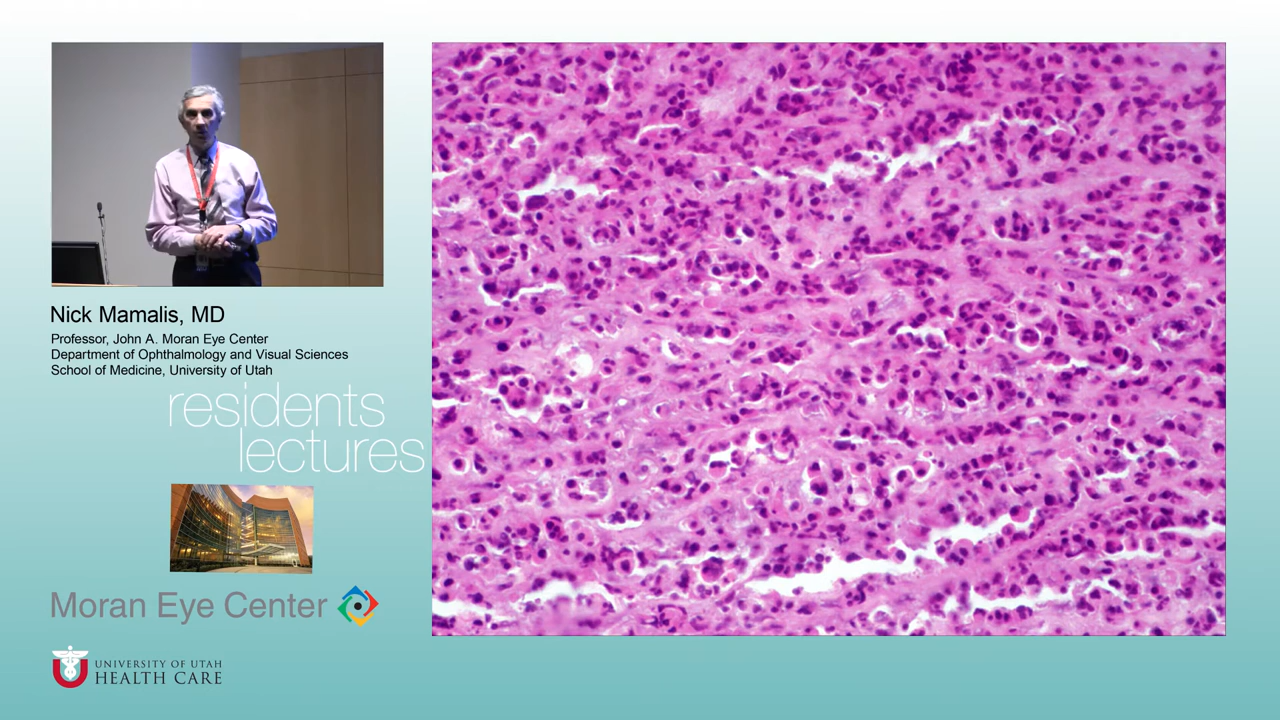 Nick Mamalis, MD
Professor, John A. Moran Eye Center
Department of Ophthalmology and Visual Sciences
School of Medicine, University of Utah
residents
lectures
Moran Eye Center
UNIVERSITY OF UTAH
HEALTH CARE